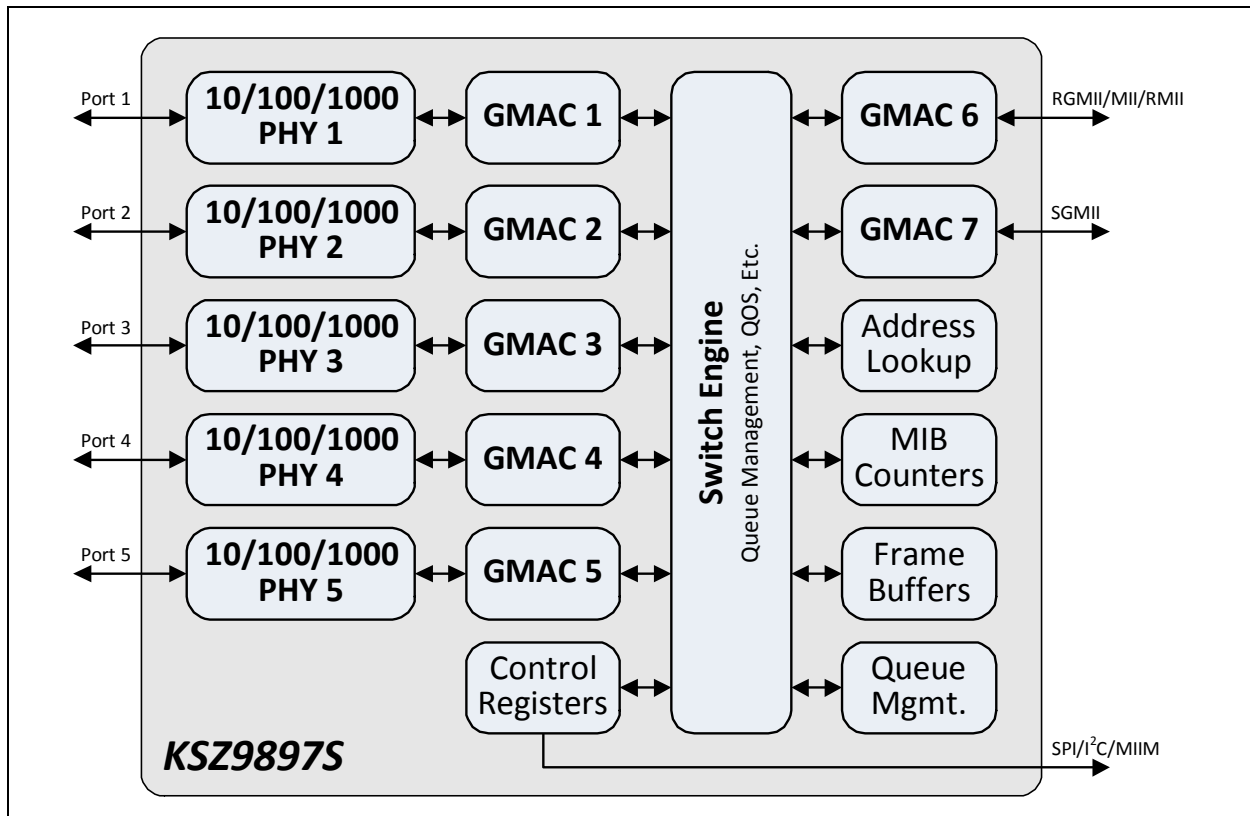 Port 1
10/100/1000
PHY 1
GMAC 1
GMAC 6
RGMII/MII/RMII
Port 2
10/100/1000
PHY 2
GMAC 2
GMAC 7
SGMII
Port 3
10/100/1000
PHY 3
GMAC 3
Switch Engine
Queue Management, QOS, Etc.
Address
Lookup
Port 4
10/100/1000
PHY 4
GMAC 4
MIB
Counters
Port 5
10/100/1000
PHY 5
GMAC 5
Frame
Buffers
Control
Registers
Queue
Mgmt.
KSZ9897S
SPI/I²C/MIIM